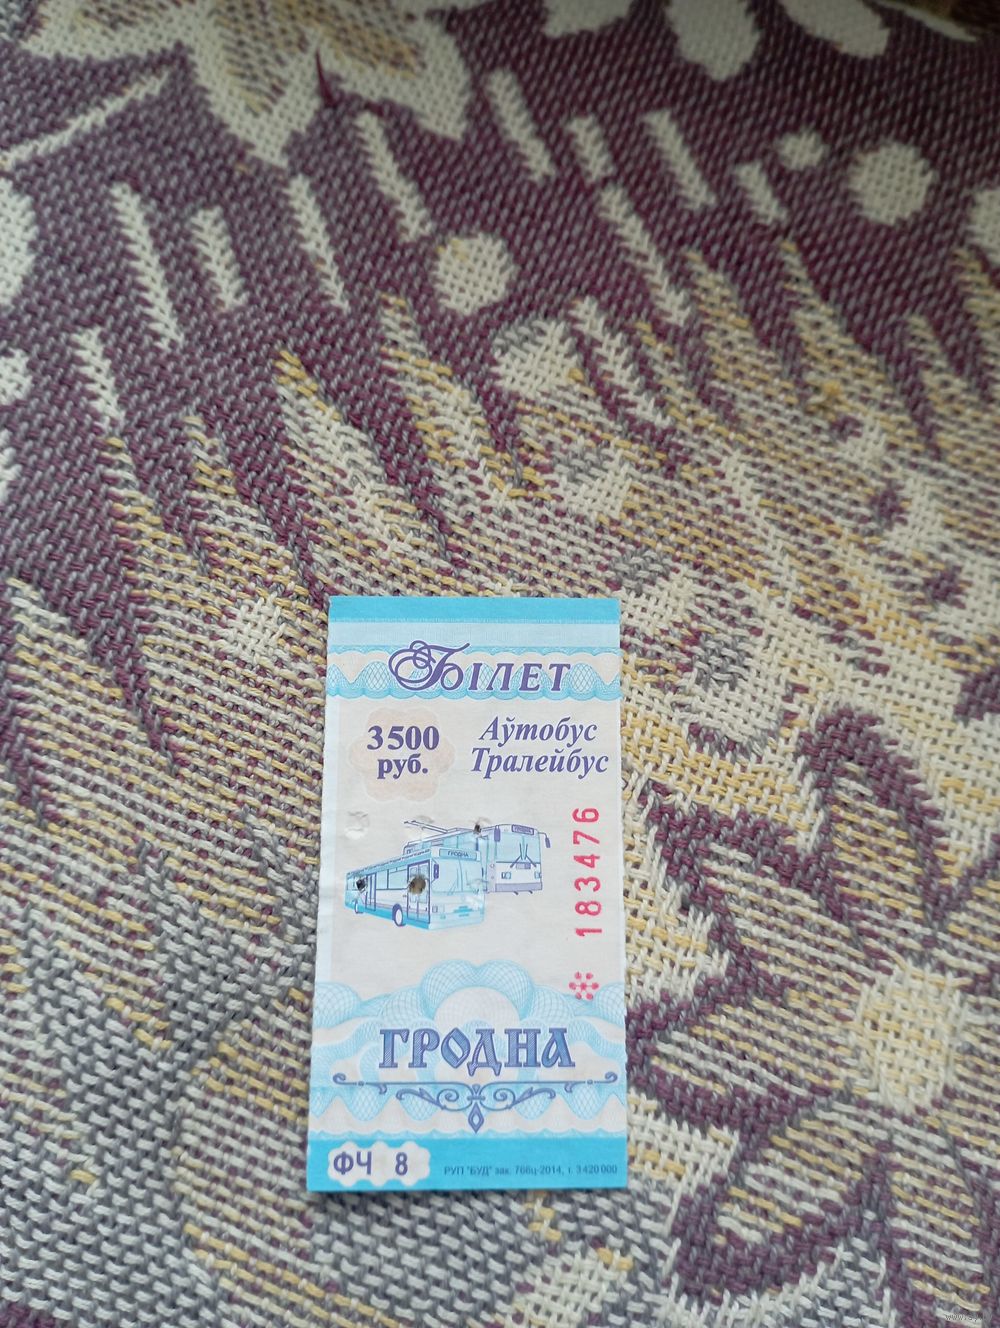 Білет
3500 руб.
Аўтобус
Тралейбус
ГРОДНА
183476
ГРОДНА
ФЧ 8
РУП "БУД" зак. 766ц-2014, т. 3 420 000